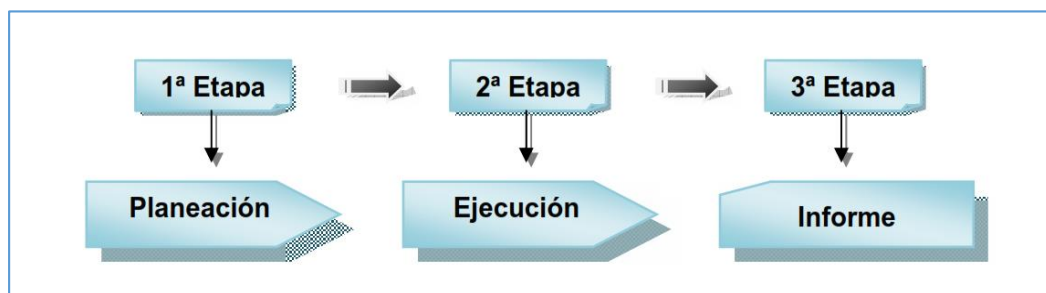 1ª Etapa
2ª Etapa
3ª Etapa
Planeación
Ejecución
Informe